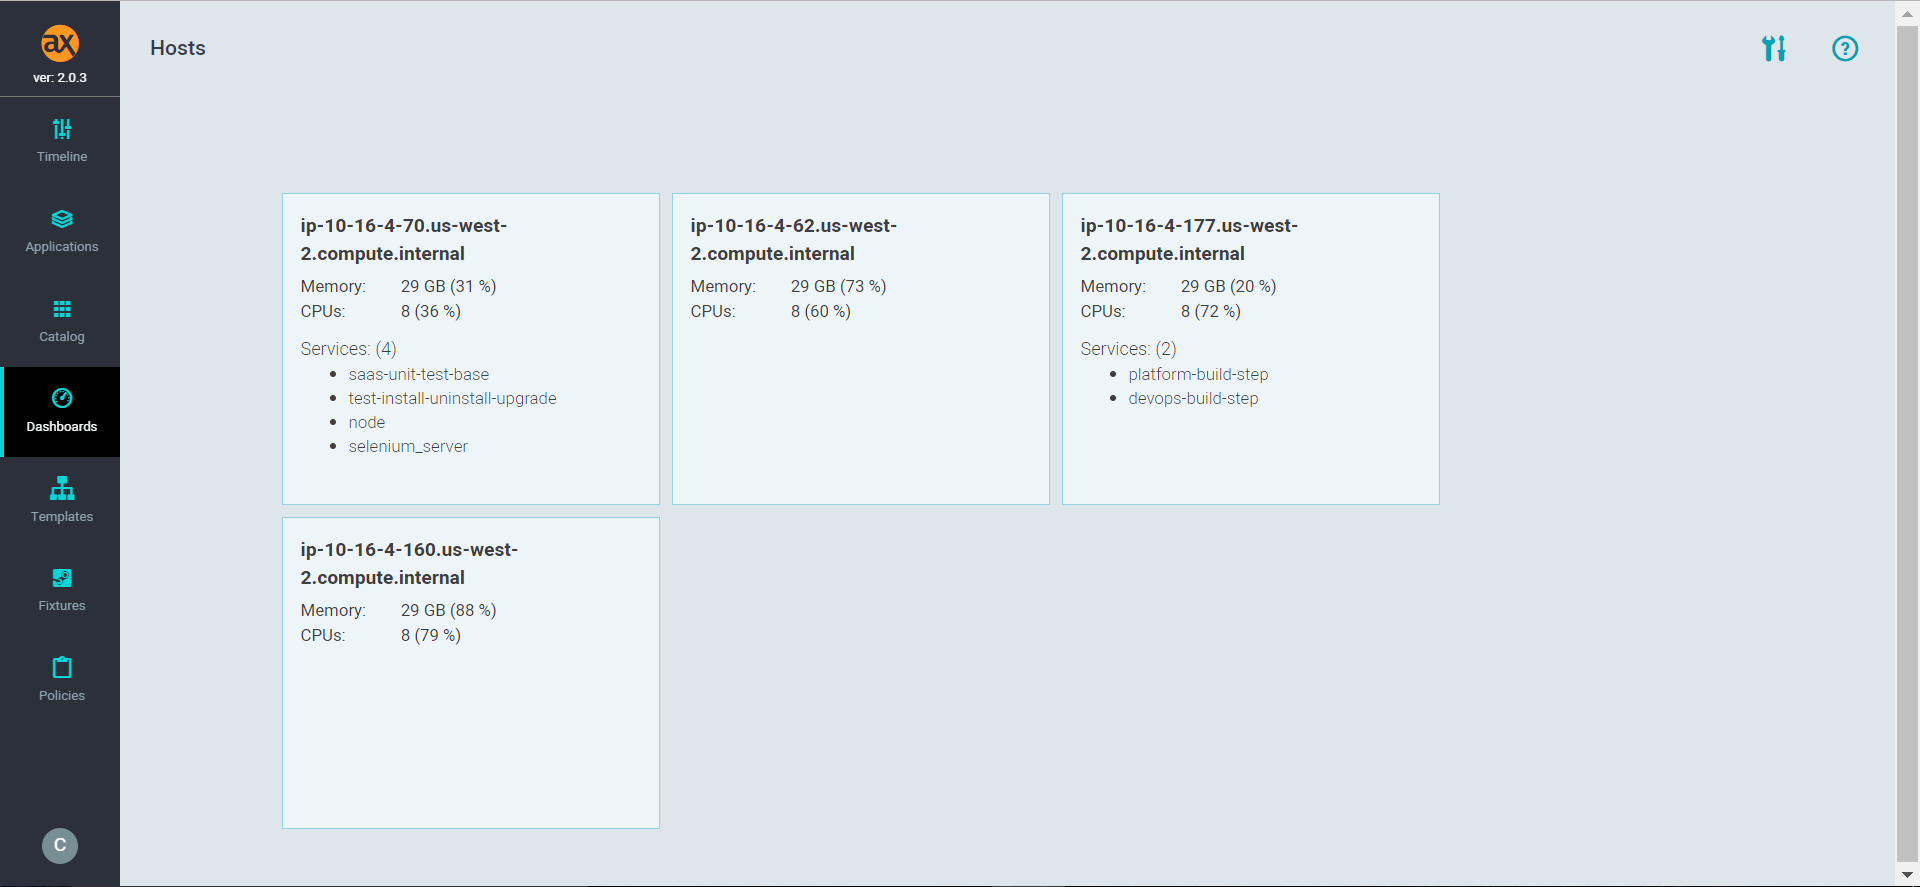 ax
ver: 2.0.3
Timeline
Applications
Catalog
Dashboards
Templates
Fixtures
Policies
C
Hosts
?
ip-10-16-4-70.us-west-
2.compute.internal
Memory: 29 GB (31 %)
CPUs: 8 (36 %)
Services: (4)
saas-unit-test-base
test-install-uninstall-upgrade
node
selenium_server
ip-10-16-4-62.us-west-
2.compute.internal
Memory: 29 GB (73 %)
CPUs: 8 (60 %)
ip-10-16-4-177.us-west-
2.compute.internal
Memory: 29 GB (20 %)
CPUs: 8 (72 %)
Services: (2)
platform-build-step
devops-build-step
ip-10-16-4-160.us-west-
2.compute.internal
Memory: 29 GB (88 %)
CPUs: 8 (79 %)